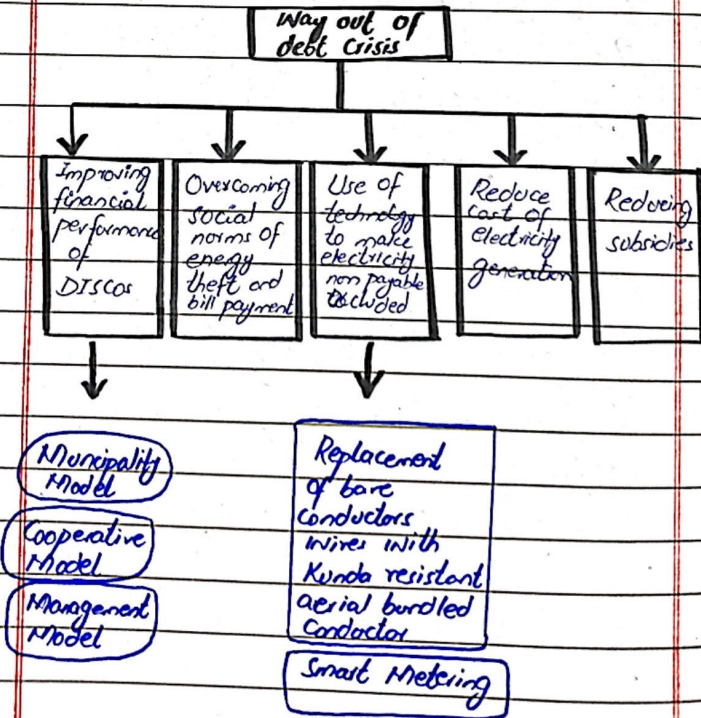 Way out of
debt Crisis
Improving
financial
performance
of
DISCOs
Overcoming
social
norms of
energy
theft and
bill payment
Use of
technology
to make
electricity
non payable
excluded
Reduce
Cost of
electricity
generation
Reducing
subsidies
Municipality
Model
Cooperative
Model
Management
Model
Replacement
of bare
Conductors
wires with
Kunda resistant
aerial bundled
Conductor
Smart Metering